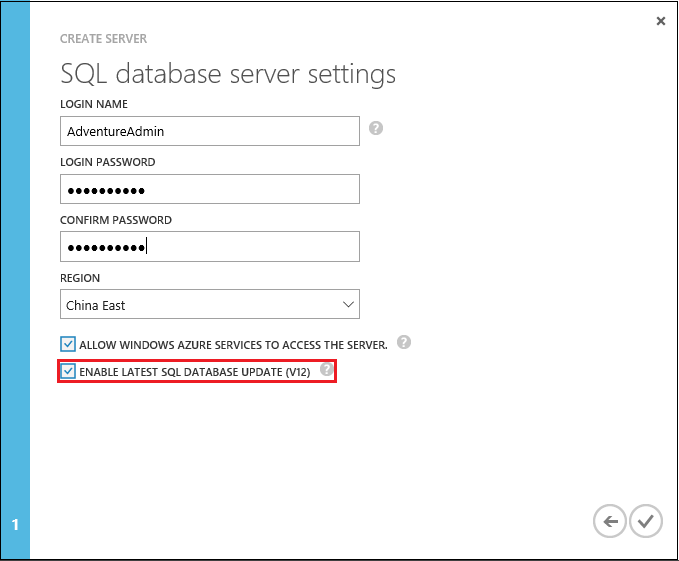 CREATE SERVER
SQL database server settings
LOGIN NAME
AdventureAdmin
?
LOGIN PASSWORD
●●●●●●●●●●
CONFIRM PASSWORD
●●●●●●●●●●
REGION
China East
ALLOW WINDOWS AZURE SERVICES TO ACCESS THE SERVER. ?
ENABLE LATEST SQL DATABASE UPDATE (V12) ?
1